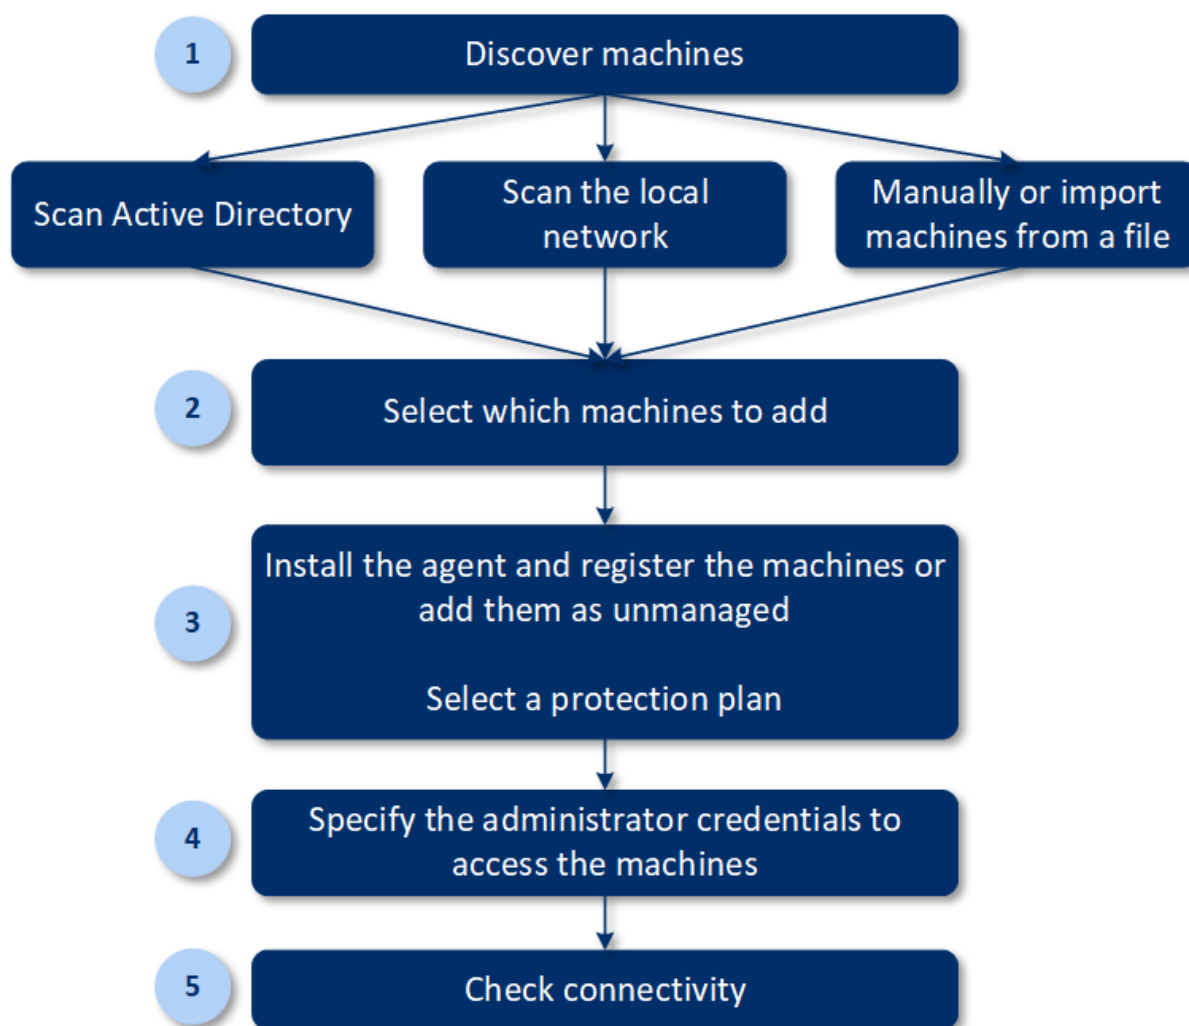 1
Discover machines
Scan Active Directory
Scan the local
network
Manually or import
machines from a file
2
Select which machines to add
3
Install the agent and register the machines or
add them as unmanaged
Select a protection plan
4
Specify the administrator credentials to
access the machines
5
Check connectivity